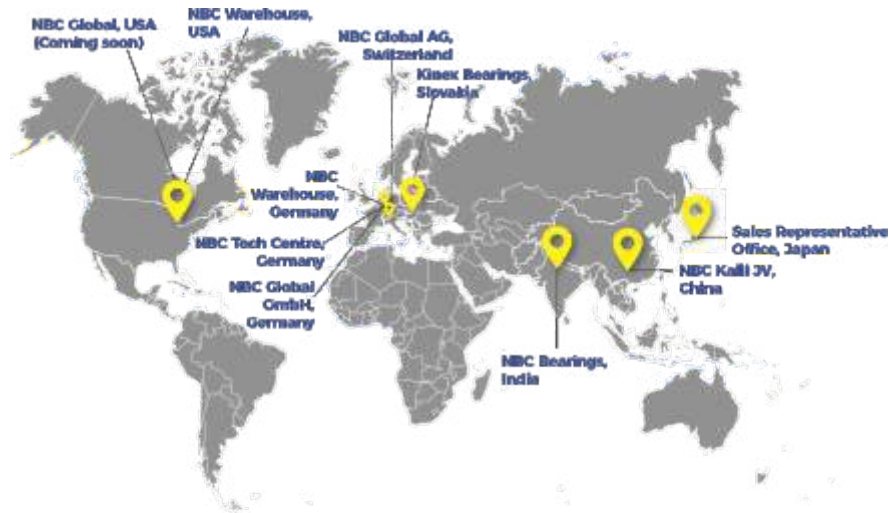 NBC Global, USA
(Coming soon)
NBC Warehouse,
USA
NBC Global AG,
Switzerland
Kinex Bearings,
Slovakia
NBC
Warehouse,
Germany
NBC Tech Centre,
Germany
NBC Global
GmbH,
Germany
Sales Representative
Office, Japan
NBC Kaili JV,
China
NBC Bearings,
India